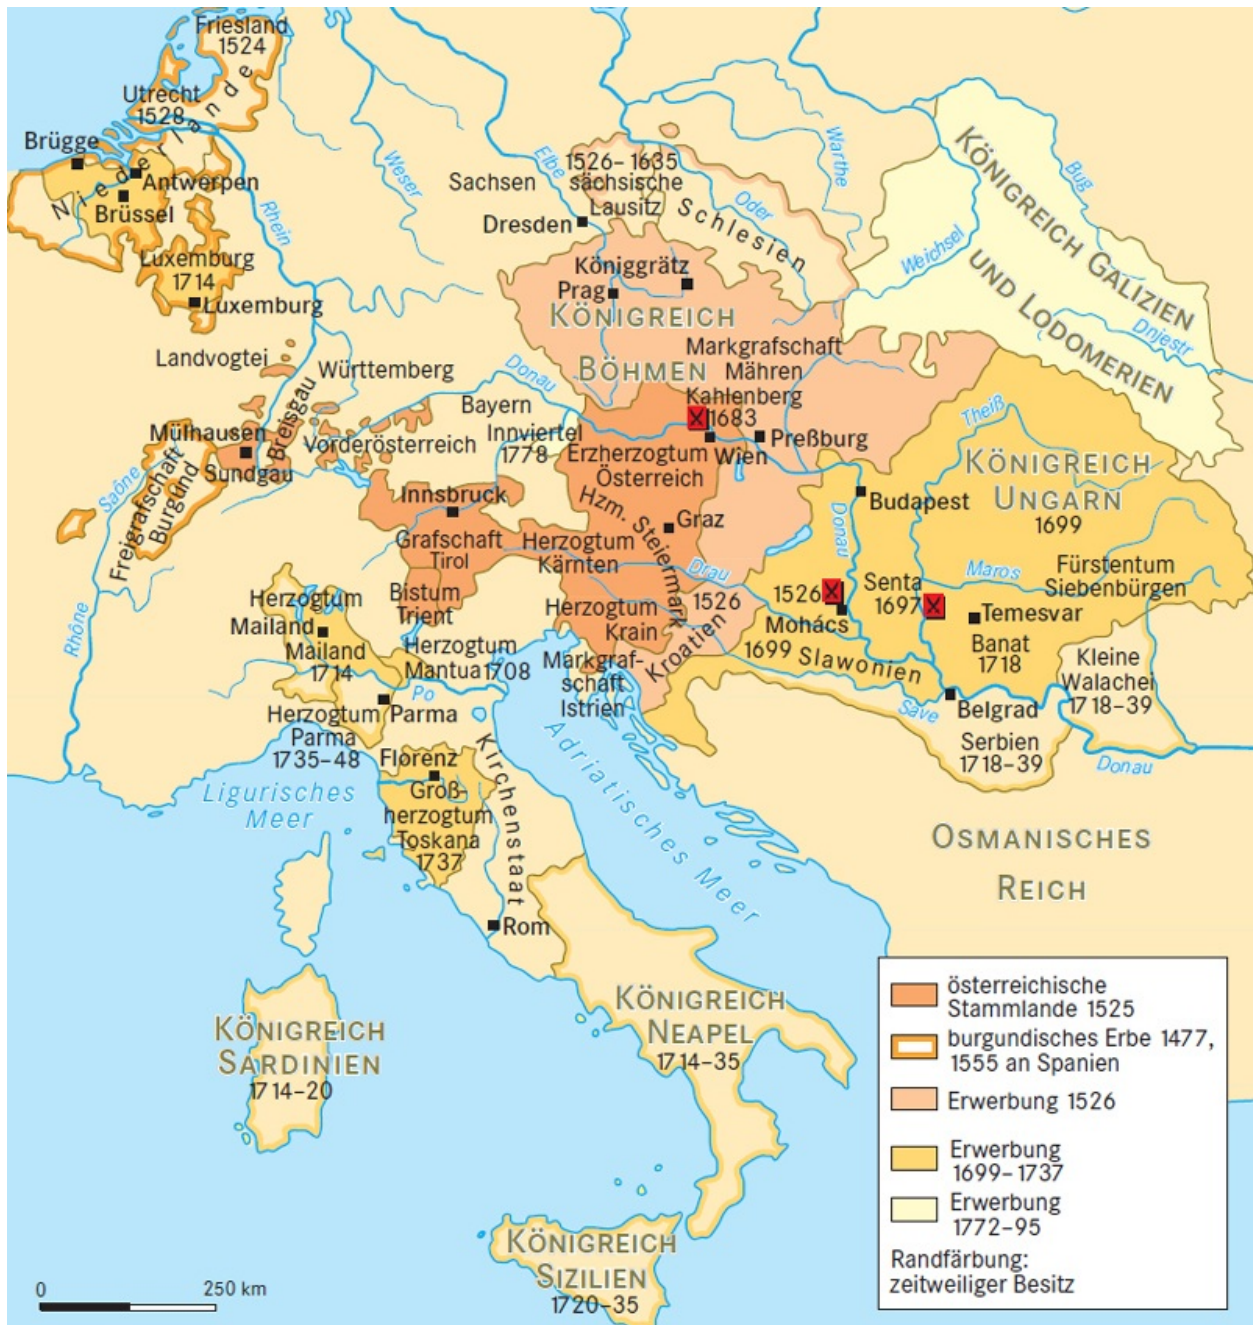 Friesland
1524
Utrecht
1528
Niederlande
Brügge
Antwerpen
Brüssel
Luxemburg
1714
Luxemburg
Rhein
Weser
Elbe
Warthe
Oder
Weichsel
Bug
Dnjestr
Sachsen
Dresden
1526–1635
sächsische
Lausitz
Schlesien
KÖNIGREICH GALIZIEN
UND LODOMERIEN
Königgrätz
Prag
KÖNIGREICH
BÖHMEN
Markgrafschaft
Mähren
Kahlenberg
1683
Landvogtei
Württemberg
Donau
Bayern
Innviertel
1778
Breisgau
Vorderösterreich
Mülhausen
Sundgau
Freigrafschaft
Burgund
Saône
Rhône
Erzherzogtum
Österreich
Wien
Preßburg
Theiß
KÖNIGREICH
UNGARN
1699
Budapest
Donau
Innsbruck
Grafschaft
Tirol
Hzm. Steiermark
Graz
Herzogtum
Kärnten
Drau
Bistum
Trient
Herzogtum
Krain
1526
Kroatien
1526
Mohács
1699 Slawonien
Senta
1697
Maros
Fürstentum
Siebenbürgen
Temesvar
Banat
1718
Kleine
Walachei
1718–39
Herzogtum
Mailand
Mailand
1714
Herzogtum
Mantua 1708
Markgraf-
schaft
Istrien
Po
Parma
Herzogtum
Parma
1735–48
Save
Belgrad
Serbien
1718–39
Donau
Florenz
Groß-
herzogtum
Toskana
1737
Kirchenstaat
Ligurisches
Meer
Adriatisches Meer
OSMANISCHES
REICH
Rom
KÖNIGREICH
SARDINIEN
1714–20
KÖNIGREICH
NEAPEL
1714–35
KÖNIGREICH
SIZILIEN
1720–35
österreichische
Stammlande 1525
burgundisches Erbe 1477,
1555 an Spanien
Erwerbung 1526
Erwerbung
1699–1737
Erwerbung
1772–95
Randfärbung:
zeitweiliger Besitz
0 250 km